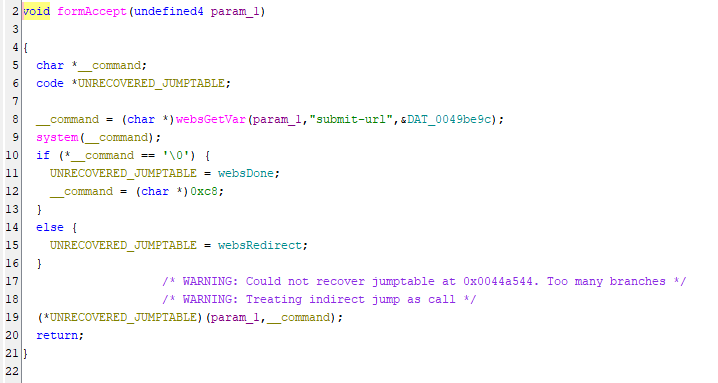 2 void formAccept(undefined4 param_1)
3
4 {
5 char *__command;
6 code *UNRECOVERED_JUMPTABLE;
7
8 __command = (char *)websGetVar(param_1,"submit-url",&DAT_0049be9c);
9 system(__command);
10 if (*__command == '\0') {
11 UNRECOVERED_JUMPTABLE = websDone;
12 __command = (char *)0xc8;
13 }
14 else {
15 UNRECOVERED_JUMPTABLE = websRedirect;
16 }
17 /* WARNING: Could not recover jumptable at 0x0044a544. Too many branches */
18 /* WARNING: Treating indirect jump as call */
19 (*UNRECOVERED_JUMPTABLE)(param_1,__command);
20 return;
21 }
22